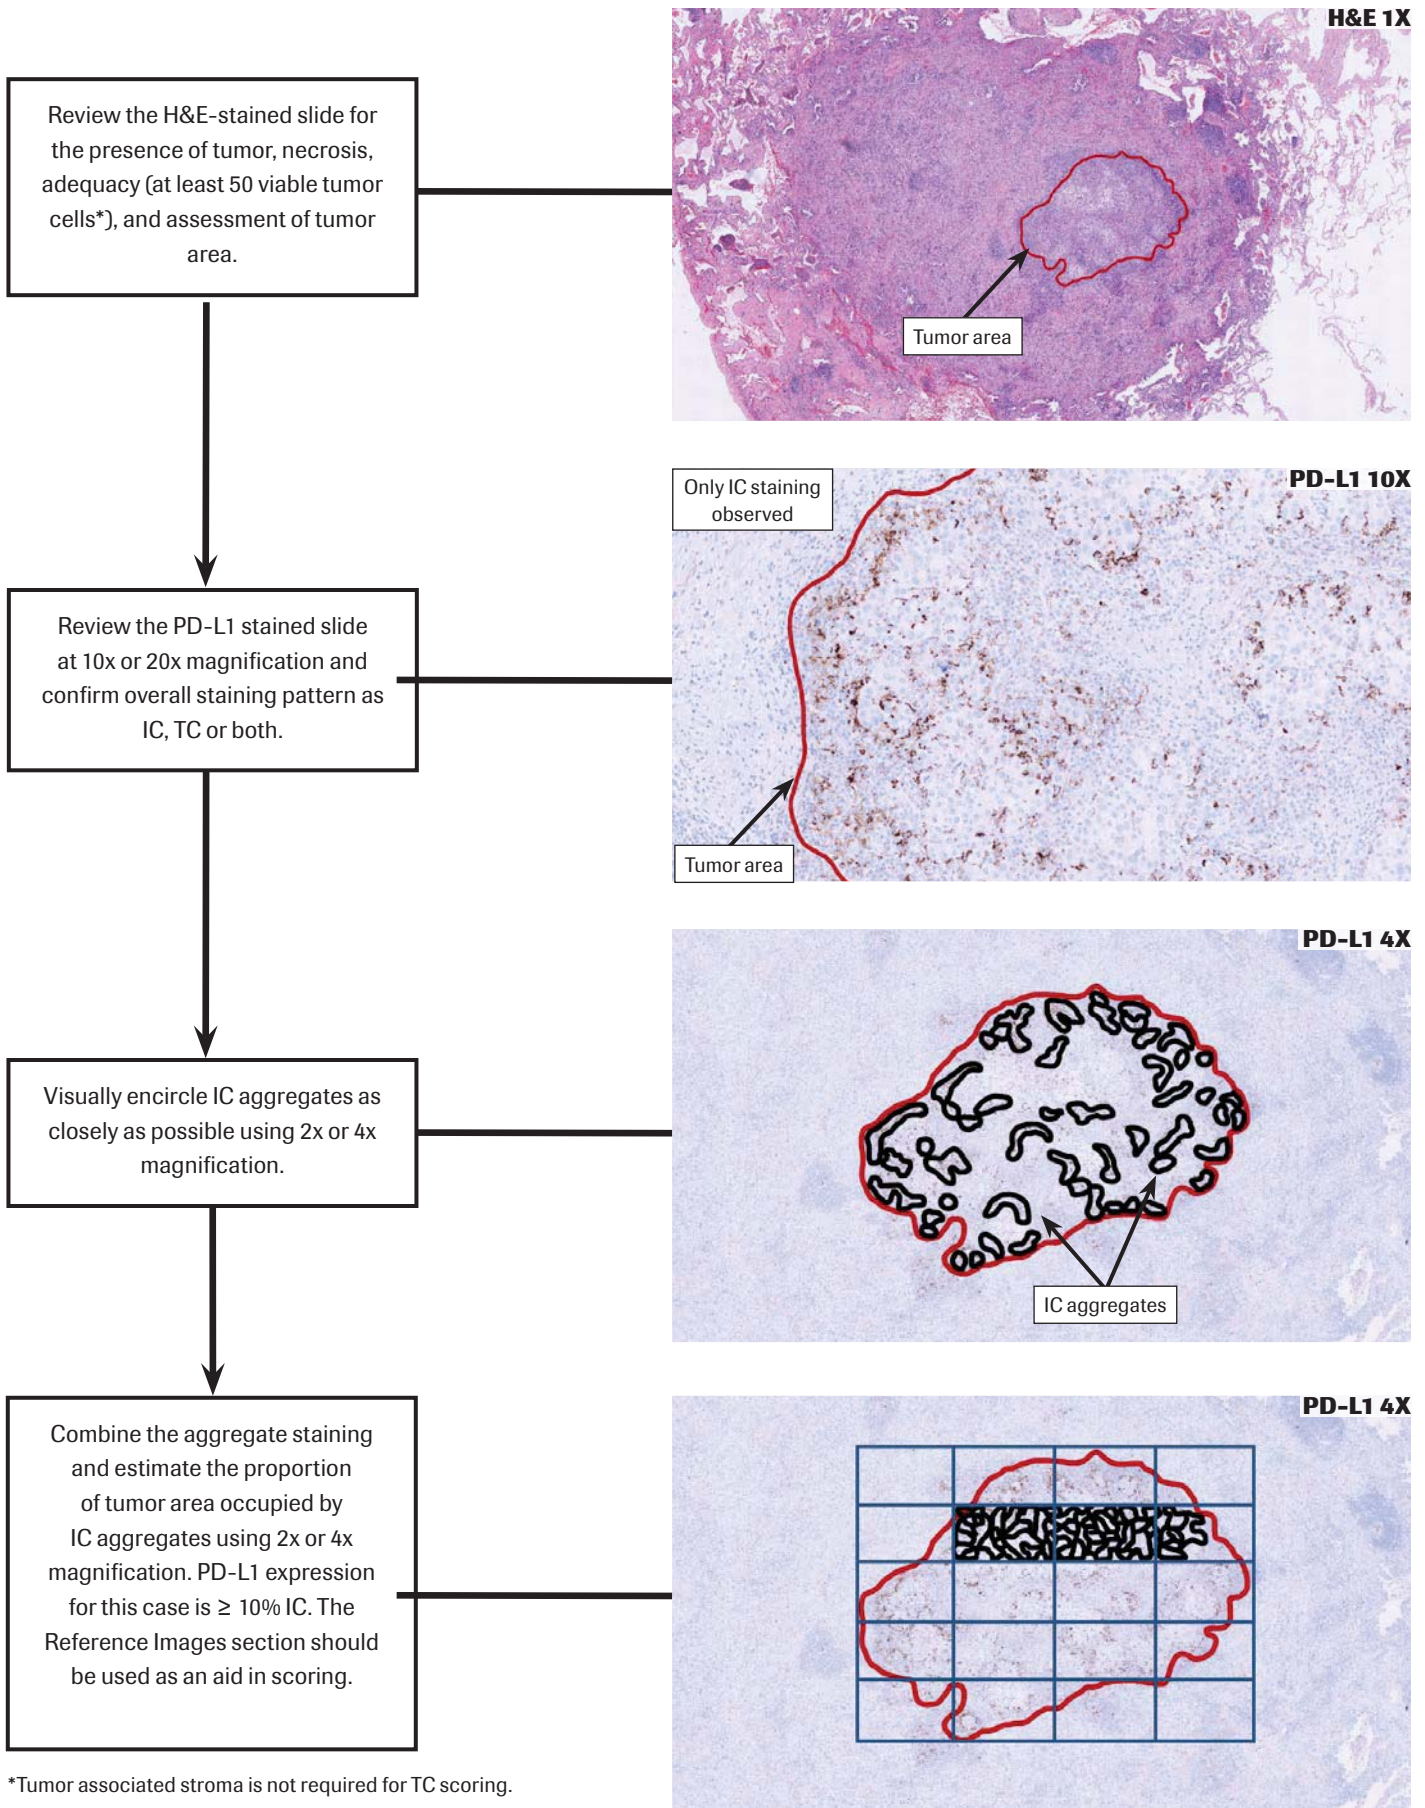 H&E 1X
Review the H&E-stained slide for
the presence of tumor, necrosis,
adequacy (at least 50 viable tumor
cells*), and assessment of tumor
area.
Tumor area
PD-L1 10X
Only IC staining
observed
Review the PD-L1 stained slide
at 10x or 20x magnification and
confirm overall staining pattern as
IC, TC or both.
Tumor area
PD-L1 4X
Visually encircle IC aggregates as
closely as possible using 2x or 4x
magnification.
IC aggregates
PD-L1 4X
Combine the aggregate staining
and estimate the proportion
of tumor area occupied by
IC aggregates using 2x or 4x
magnification. PD-L1 expression
for this case is ≥ 10% IC. The
Reference Images section should
be used as an aid in scoring.
*Tumor associated stroma is not required for TC scoring.